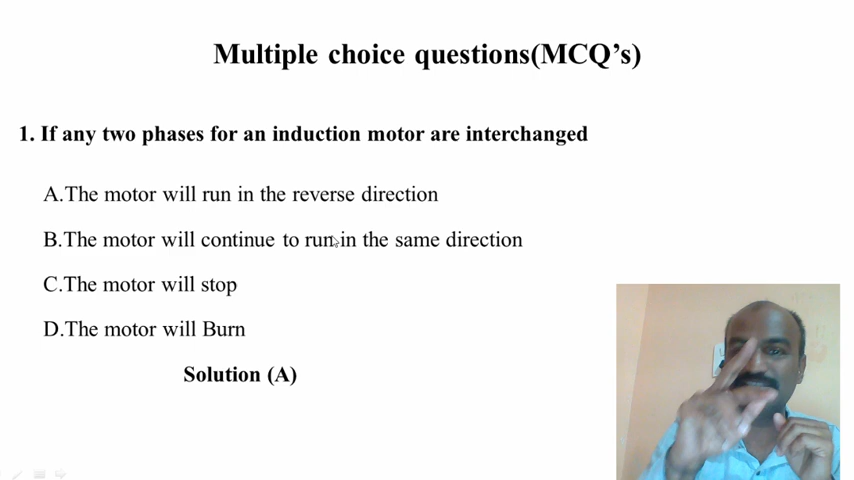 Multiple choice questions(MCQ’s)
1. If any two phases for an induction motor are interchanged
A.The motor will run in the reverse direction
B.The motor will continue to run in the same direction
C.The motor will stop
D.The motor will Burn
Solution (A)